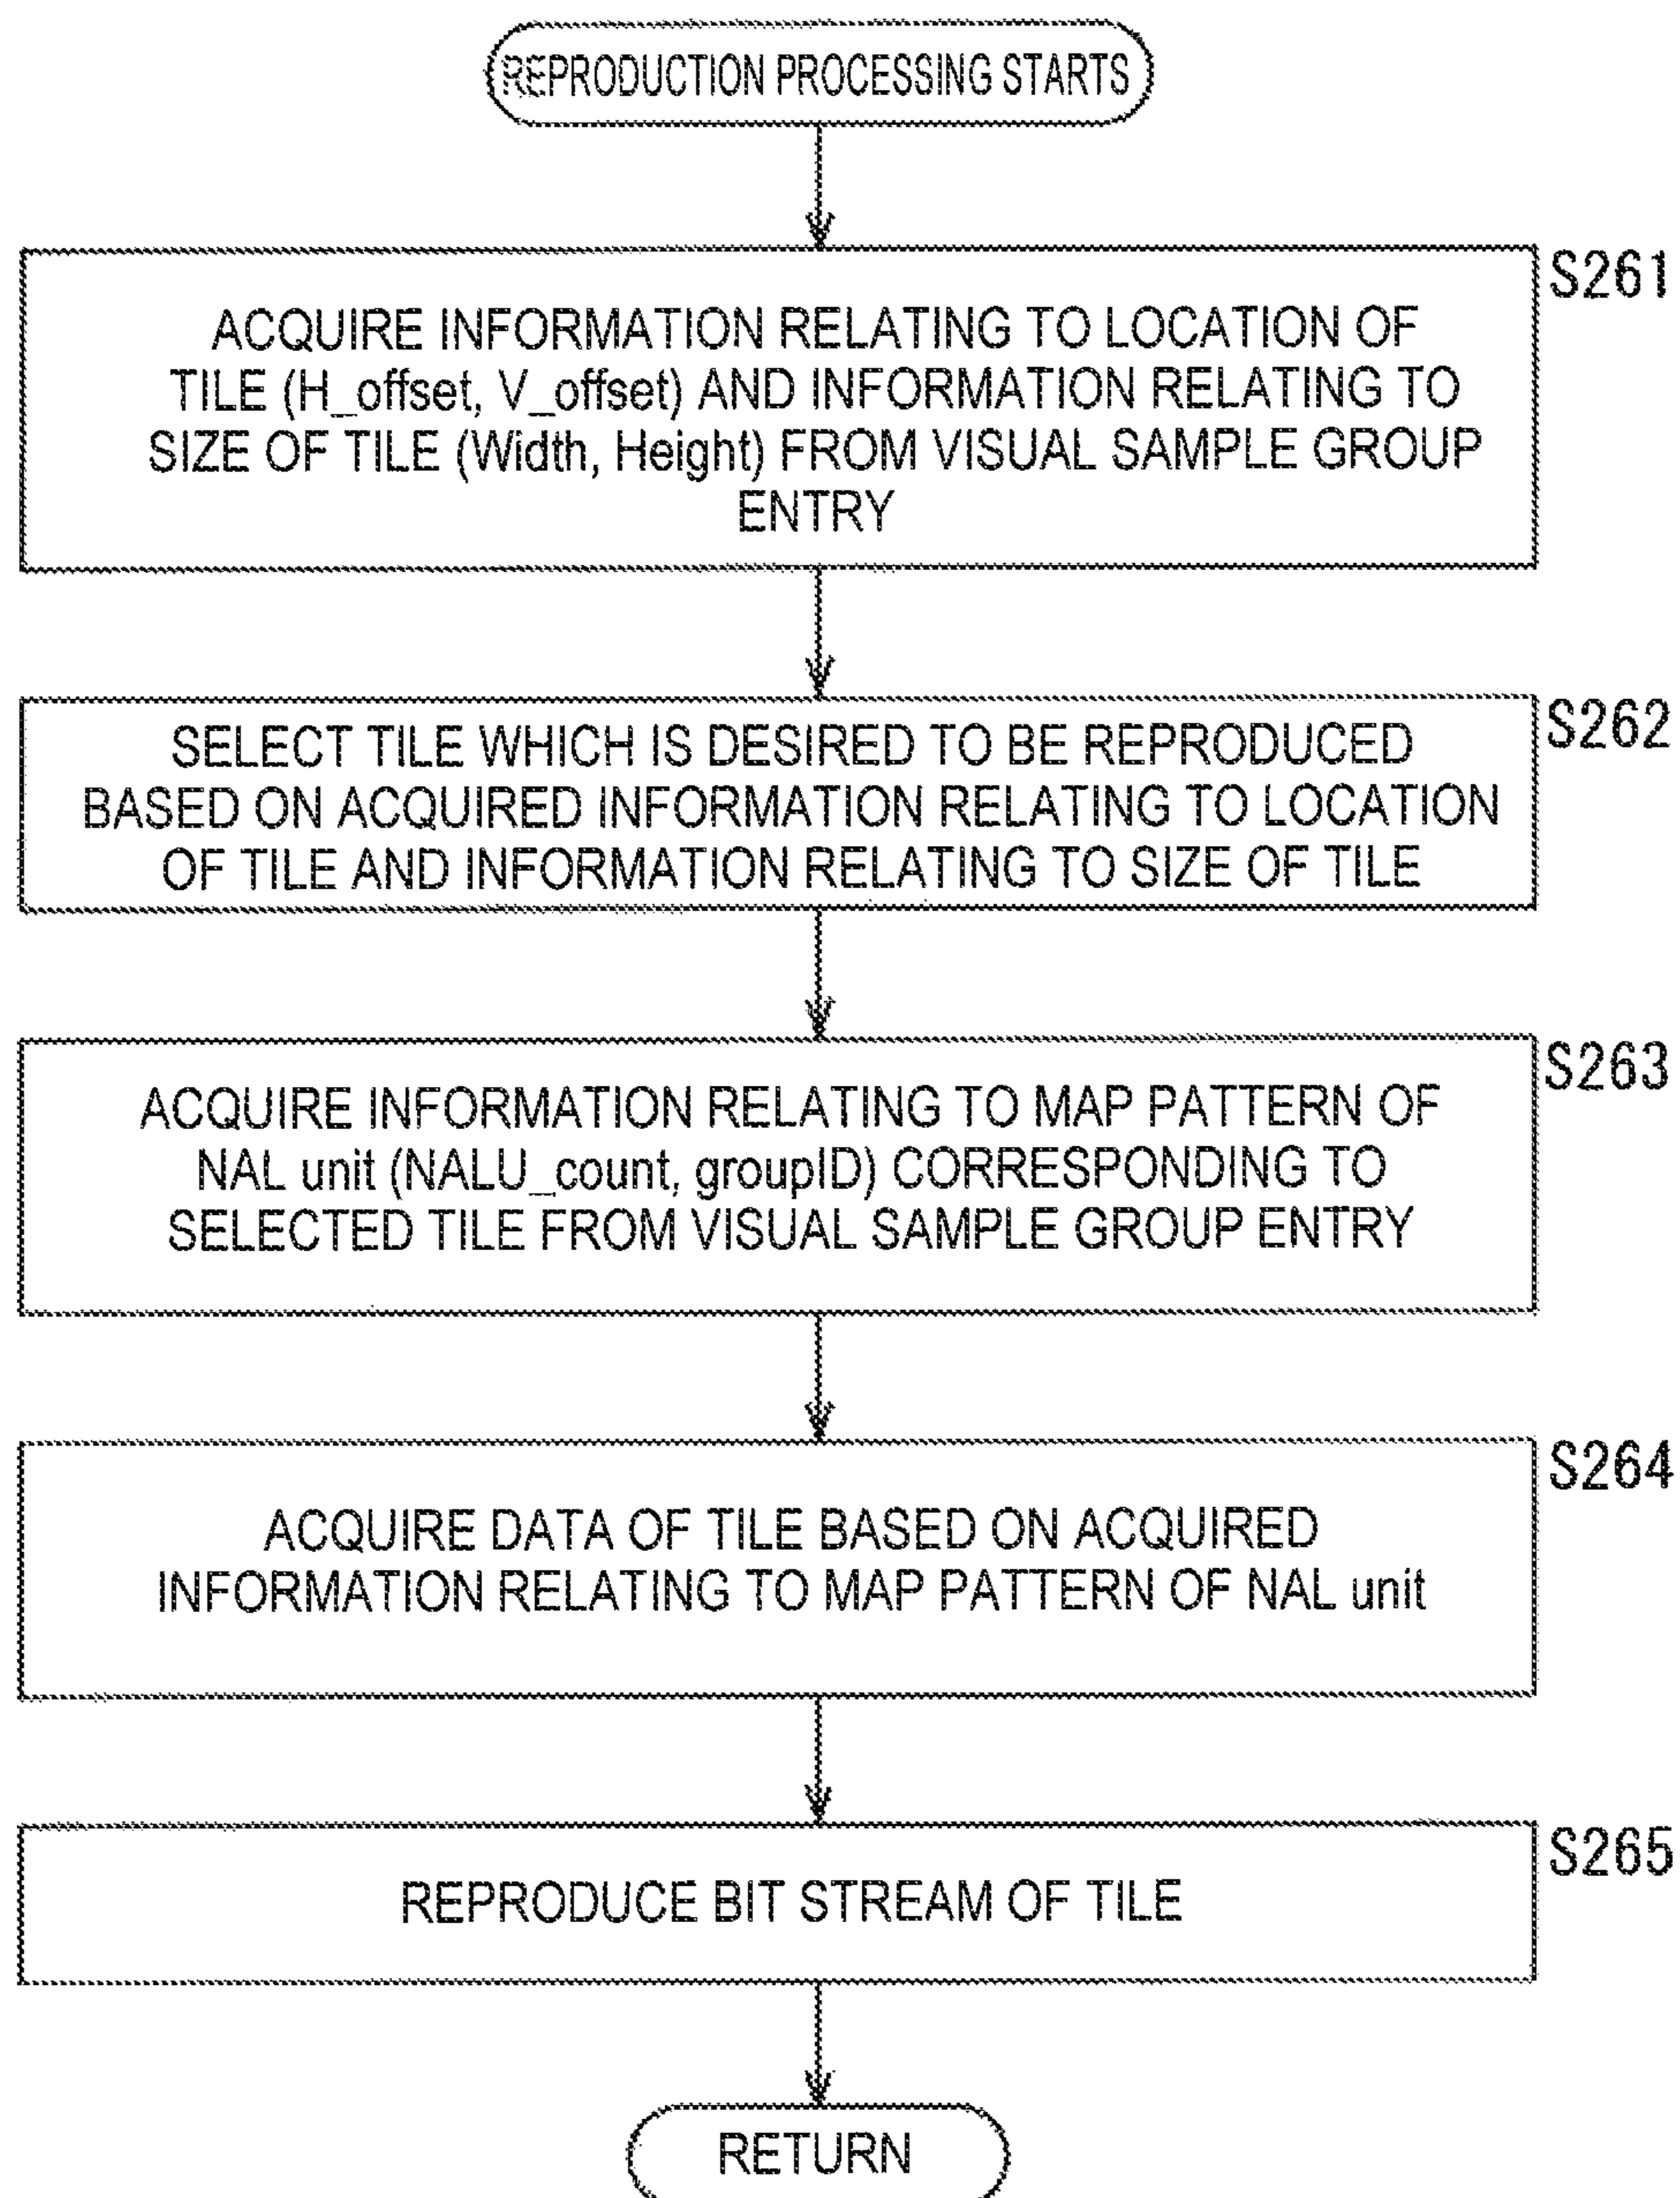 REPRODUCTION PROCESSING STARTS
S261
ACQUIRE INFORMATION RELATING TO LOCATION OF
TILE (H_offset, V_offset) AND INFORMATION RELATING TO
SIZE OF TILE (Width, Height) FROM VISUAL SAMPLE GROUP
ENTRY
S262
SELECT TILE WHICH IS DESIRED TO BE REPRODUCED
BASED ON ACQUIRED INFORMATION RELATING TO LOCATION
OF TILE AND INFORMATION RELATING TO SIZE OF TILE
S263
ACQUIRE INFORMATION RELATING TO MAP PATTERN OF
NAL unit (NALU_count, groupID) CORRESPONDING TO
SELECTED TILE FROM VISUAL SAMPLE GROUP ENTRY
S264
ACQUIRE DATA OF TILE BASED ON ACQUIRED
INFORMATION RELATING TO MAP PATTERN OF NAL unit
S265
REPRODUCE BIT STREAM OF TILE
RETURN